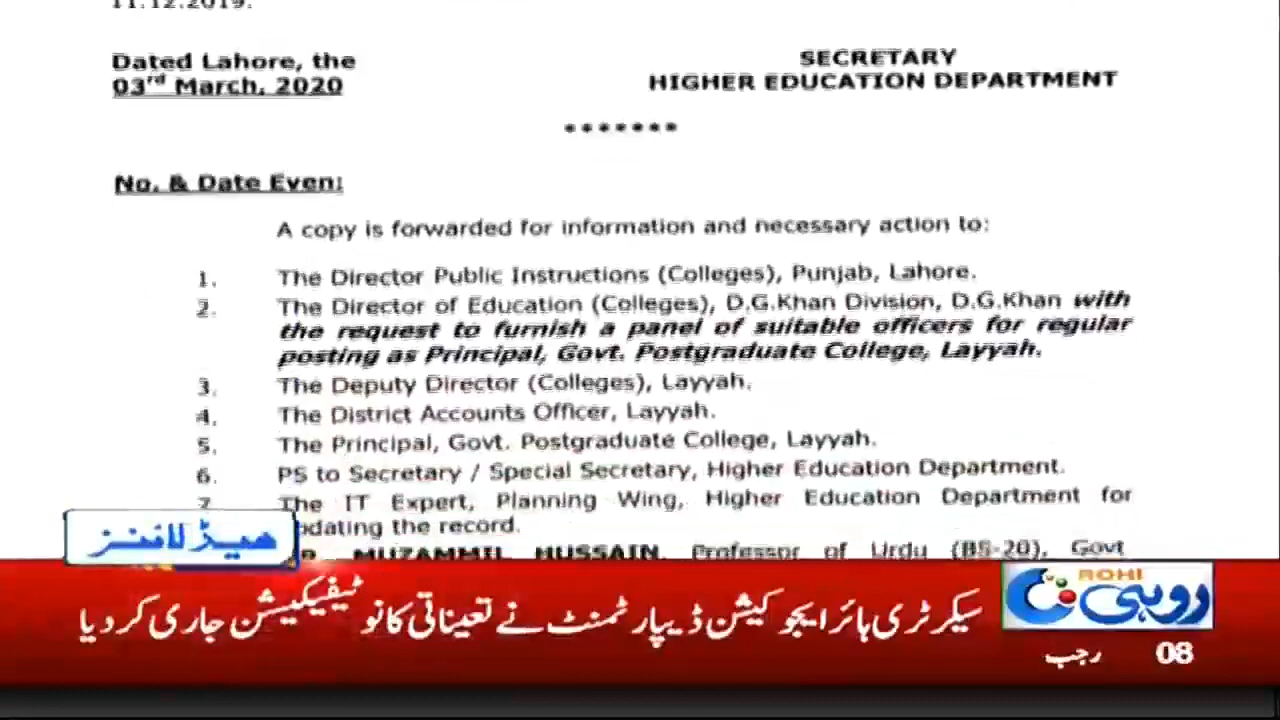 11.12.2019.
Dated Lahore, the
03rd March, 2020
SECRETARY
HIGHER EDUCATION DEPARTMENT
*******
No. & Date Even:
A copy is forwarded for information and necessary action to:
1. The Director Public Instructions (Colleges), Punjab, Lahore.
2. The Director of Education (Colleges), D.G.Khan Division, D.G.Khan with
the request to furnish a panel of suitable officers for regular
posting as Principal, Govt. Postgraduate College, Layyah.
3. The Deputy Director (Colleges), Layyah.
4. The District Accounts Officer, Layyah.
5. The Principal, Govt. Postgraduate College, Layyah.
6. PS to Secretary / Special Secretary, Higher Education Department.
7. The IT Expert, Planning Wing, Higher Education Department for
the record.
MUZAMMIL HUSSAIN, Professor of Urdu (BS-20), Govt
ہیڈ لائنز
ROHI
روہی
سیکرٹری ہائر ایجوکیشن ڈیپارٹمنٹ نے تعیناتی کا نوٹیفیکیشن جاری کر دیا
08 رجب